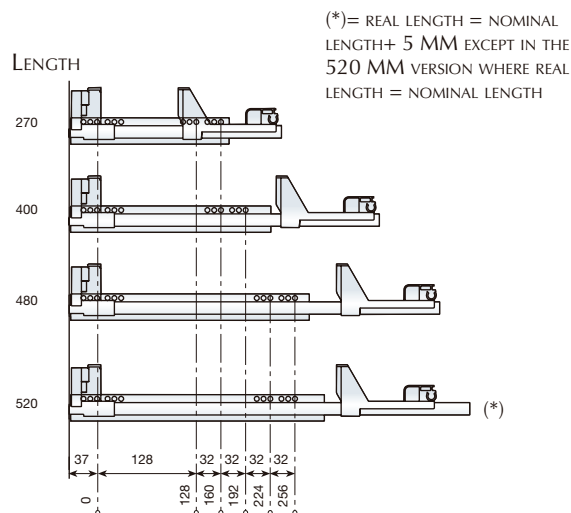 (*)= REAL LENGTH = NOMINAL
LENGTH+ 5 MM EXCEPT IN THE
520 MM VERSION WHERE REAL
LENGTH = NOMINAL LENGTH
LENGTH
270
400
480
520
(*)
37 128 32 32 32 32
0 128 160 192 224 256